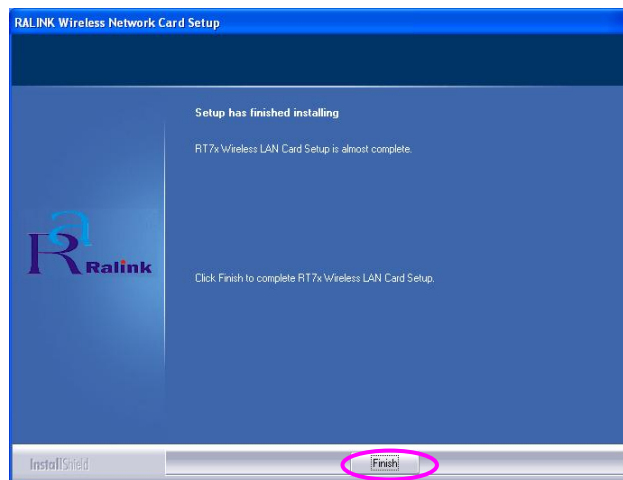 RALINK Wireless Network Card Setup
Setup has finished installing
RT7x Wireless LAN Card Setup is almost complete.
Ralink
Click Finish to complete RT7x Wireless LAN Card Setup.
InstallShield
Finish